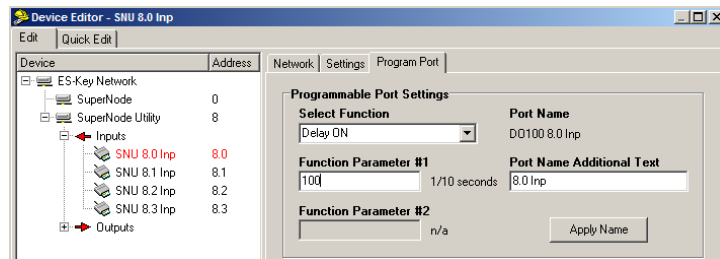 Device Editor - SNU 8.0 Inp
Edit Quick Edit
Device Address
ES-Key Network
SuperNode 0
SuperNode Utility 8
Inputs
SNU 8.0 Inp 8.0
SNU 8.1 Inp 8.1
SNU 8.2 Inp 8.2
SNU 8.3 Inp 8.3
Outputs
Network Settings Program Port
Programmable Port Settings
Select Function Port Name
Delay ON DO100 8.0 Inp
Function Parameter #1 Port Name Additional Text
100 1/10 seconds 8.0 Inp
Function Parameter #2
n/a Apply Name